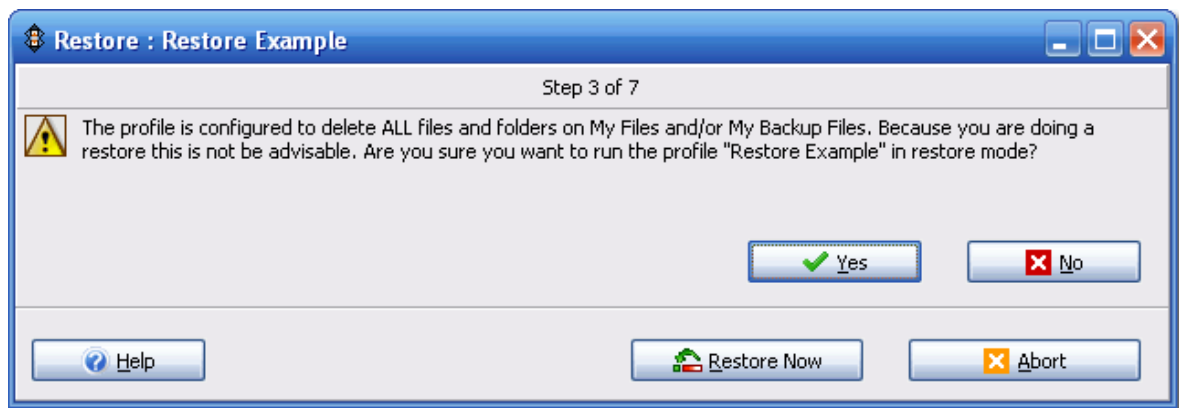 Restore : Restore Example
Step 3 of 7
The profile is configured to delete ALL files and folders on My Files and/or My Backup Files. Because you are doing a
restore this is not be advisable. Are you sure you want to run the profile "Restore Example" in restore mode?
Yes
No
Help
Restore Now
Abort